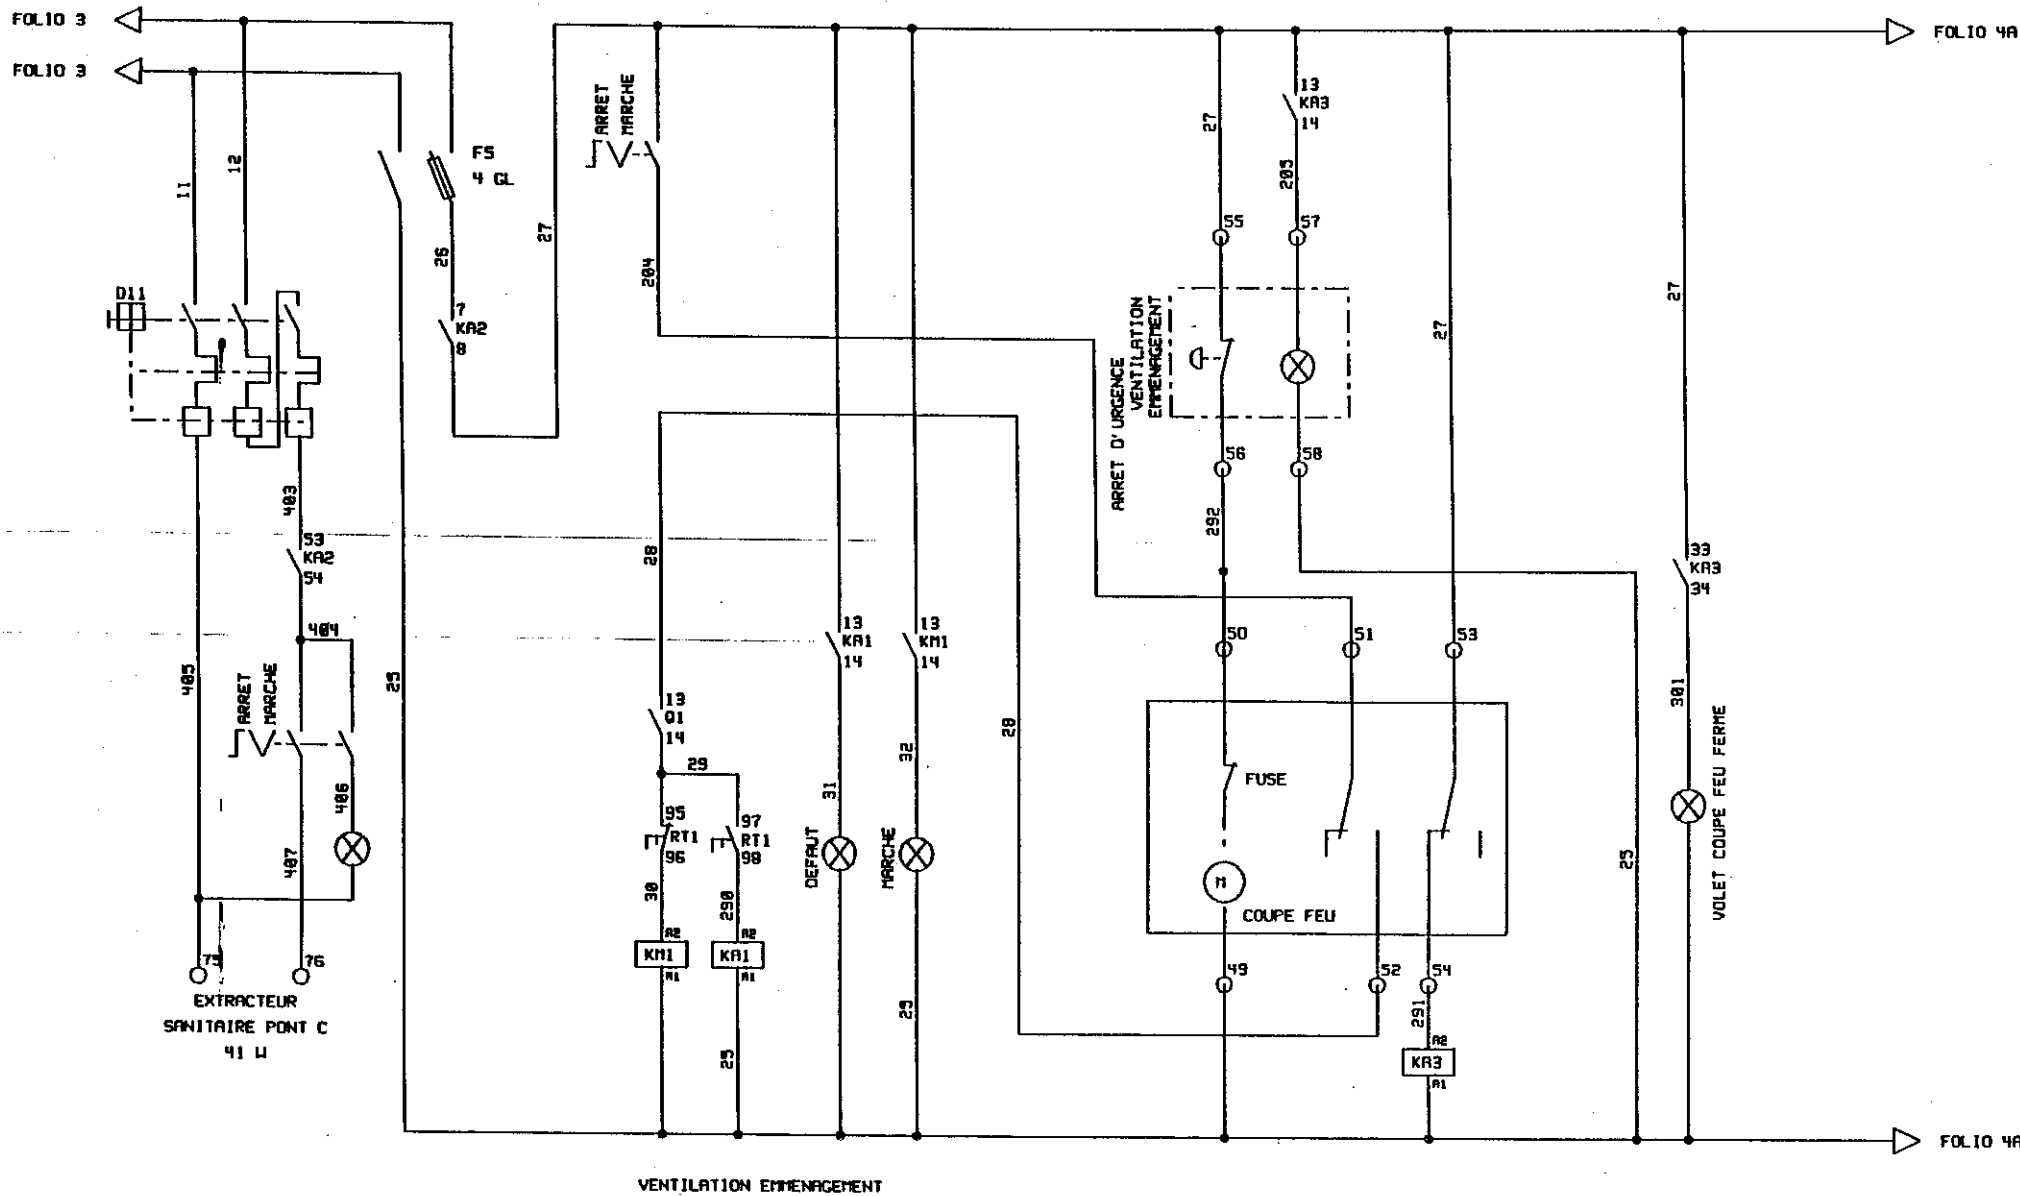 FOLIO 3
FOLIO 4A
FOLIO 3
ARRET
MARCHE
13
KA3
14
F5
4 GL
11
12
27
205
55
57
26
27
204
27
27
D11
7
KA2
8
ARRET D'URGENCE
VENTILATION
EMMENAGEMENT
56
58
403
292
53
KA2
54
28
33
KA3
34
404
13
KA1
14
13
KM1
14
50
51
53
405
ARRET
MARCHE
25
301
13
Q1
14
28
32
VOLET COUPE FEU FERME
29
FUSE
406
31
95
RT1
96
97
RT1
98
DEFAUT
MARCHE
25
407
30
290
M
COUPE FEU
A2
KM1
A1
A2
KA1
A1
75
76
49
52
54
EXTRACTEUR
SANITAIRE PONT C
41 W
25
25
291
A2
KA3
A1
FOLIO 4A
VENTILATION EMMENAGEMENT